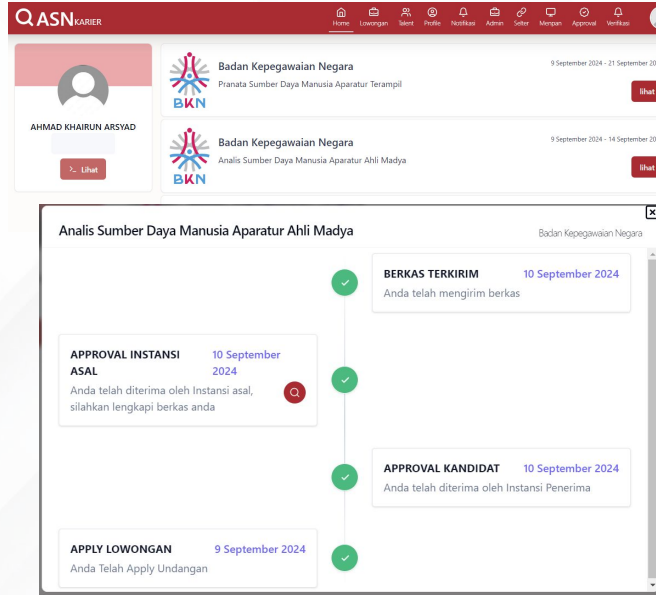 ASNKARIER
Home Lowongan Talent Profile Notifikasi Admin Selter Menpan Approval Verifikasi
AHMAD KHAIRUN ARSYAD
>_ Lihat
BKN
Badan Kepegawaian Negara
9 September 2024 - 21 September 20
Pranata Sumber Daya Manusia Aparatur Terampil
lihat
BKN
Badan Kepegawaian Negara
9 September 2024 - 14 September 20
Analis Sumber Daya Manusia Aparatur Ahli Madya
lihat
Analis Sumber Daya Manusia Aparatur Ahli Madya
Badan Kepegawaian Negara
BERKAS TERKIRIM 10 September 2024
Anda telah mengirim berkas
APPROVAL INSTANSI 10 September
ASAL 2024
Anda telah diterima oleh Instansi asal,
silahkan lengkapi berkas anda
APPROVAL KANDIDAT 10 September 2024
Anda telah diterima oleh Instansi Penerima
APPLY LOWONGAN 9 September 2024
Anda Telah Apply Undangan